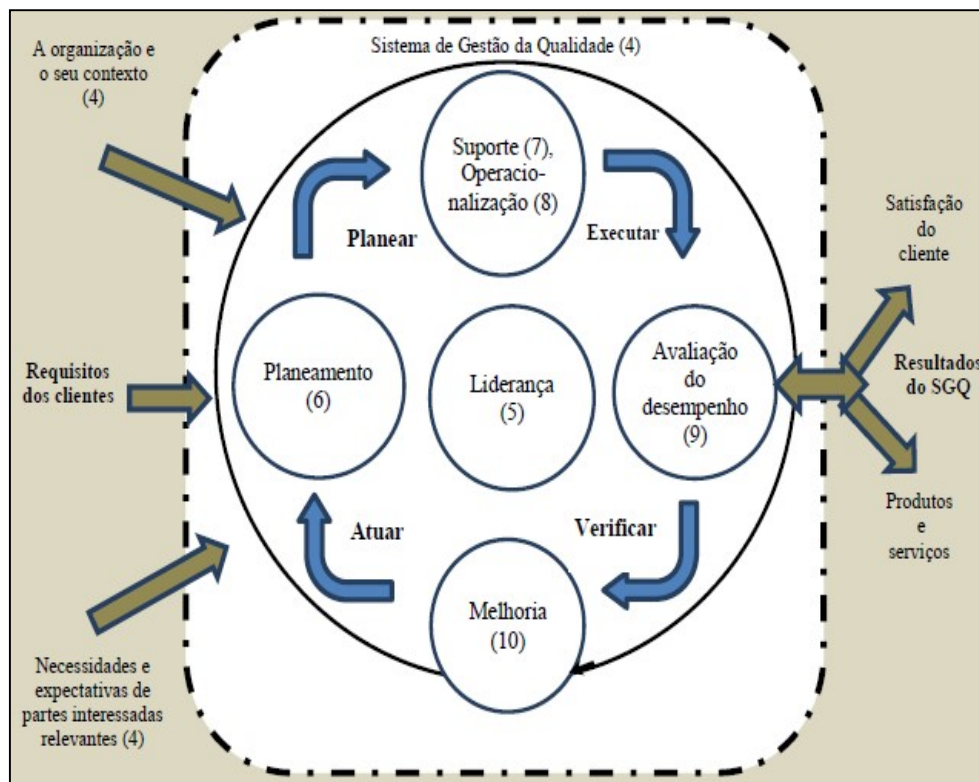 Sistema de Gestão da Qualidade (4)
A organização e
o seu contexto
(4)
Suporte (7),
Operacio-
nalização (8)
Planear
Executar
Satisfação
do
cliente
Requisitos
dos clientes
Planeamento
(6)
Liderança
(5)
Avaliação
do
desempenho
(9)
Resultados
do SGQ
Atuar
Verificar
Produtos
e
serviços
Melhoria
(10)
Necessidades e
expectativas de
partes interessadas
relevantes (4)